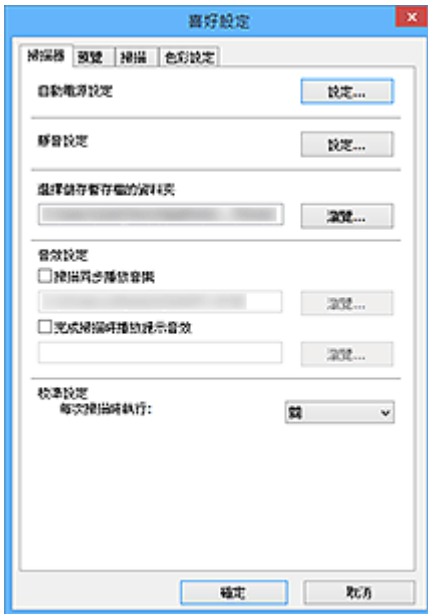 喜好設定
掃描器 預覽 掃描 色彩設定
自動電源設定 設定...
靜音設定 設定...
選擇儲存暫存檔的資料夾
瀏覽...
音效設定
掃描同步播放音樂
瀏覽...
完成掃描時播放提示音效
瀏覽...
校準設定
每次掃描時執行: 關
確定 取消